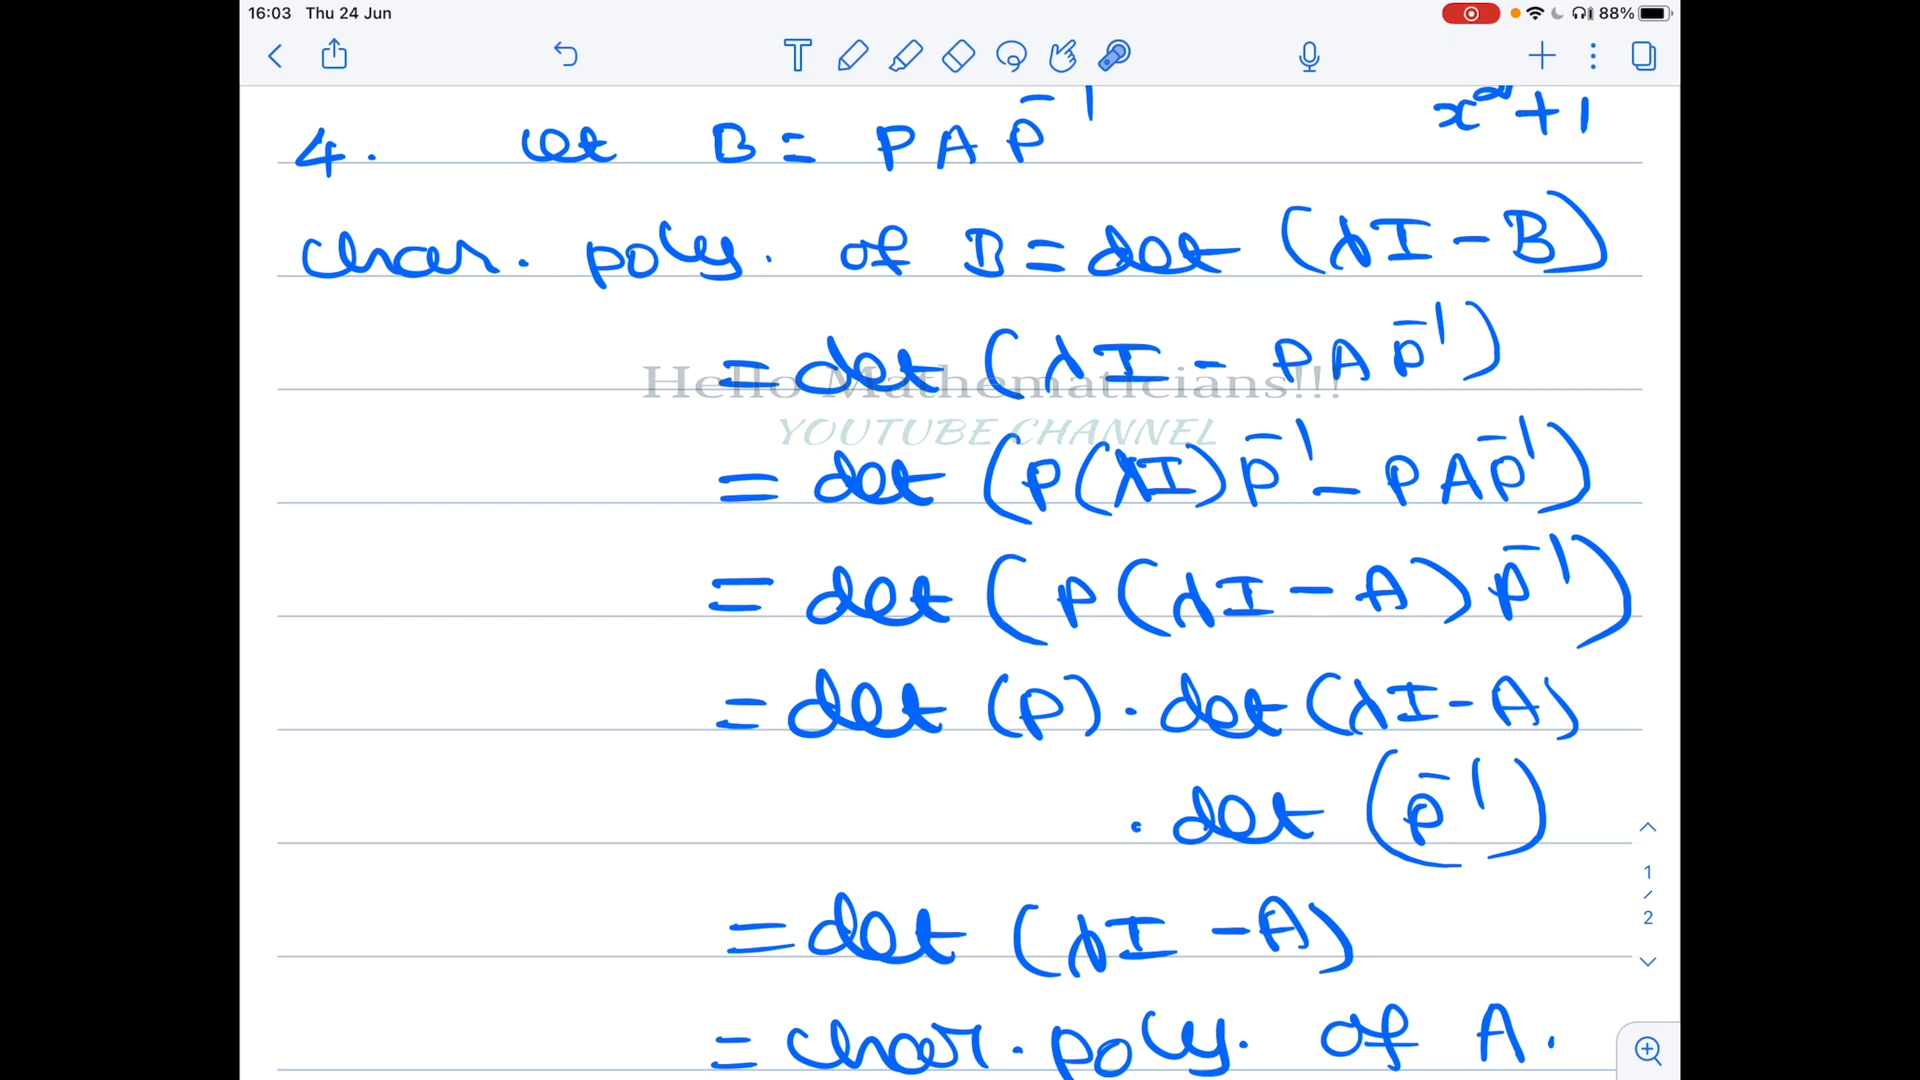 16:03 Thu 24 Jun 88%
x²+1
4. Let B = PAP⁻¹
char. poly. of B = det (λI - B)
= det (λI - PAP⁻¹)
Hello Mathematicians!!!
YOUTUBE CHANNEL
= det (P(λI)P⁻¹ - PAP⁻¹)
= det (P(λI - A)P⁻¹)
= det (P) . det (λI - A)
. det (P⁻¹)
= det (λI - A)
= char. poly. of A.
1
/
2